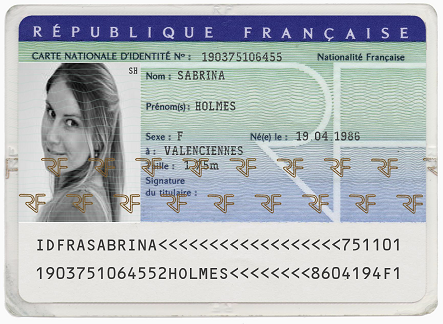 RÉPUBLIQUE FRANÇAISE
CARTE NATIONALE D'IDENTITÉ Nº : 190375106455 Nationalité Française
SH
Nom : SABRINA
Prénom(s) : HOLMES
Sexe : F Né(e) le : 19.04.1986
à : VALENCIENNES
Taille : 1,75m
Signature
du titulaire :
RF RF RF RF RF RF RF RF RF
RF RF RF RF RF RF RF RF RF
IDFRASABRINA<<<<<<<<<<<<<<<<<<751101
1903751064552HOLMES<<<<<<<<8604194F1